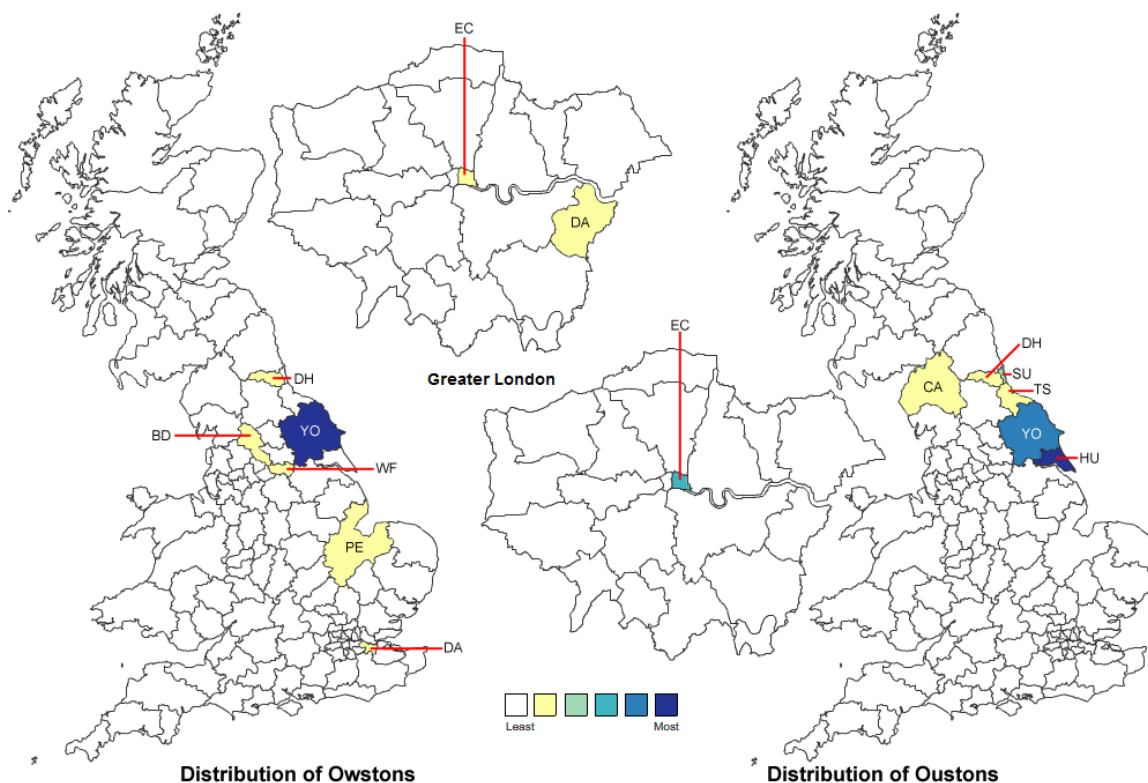 EC
DA
EC
Greater London
DH
BD
YO
WF
PE
DA
DH
SU
TS
CA
YO
HU
Least
Most
Distribution of Owstons
Distribution of Oustons